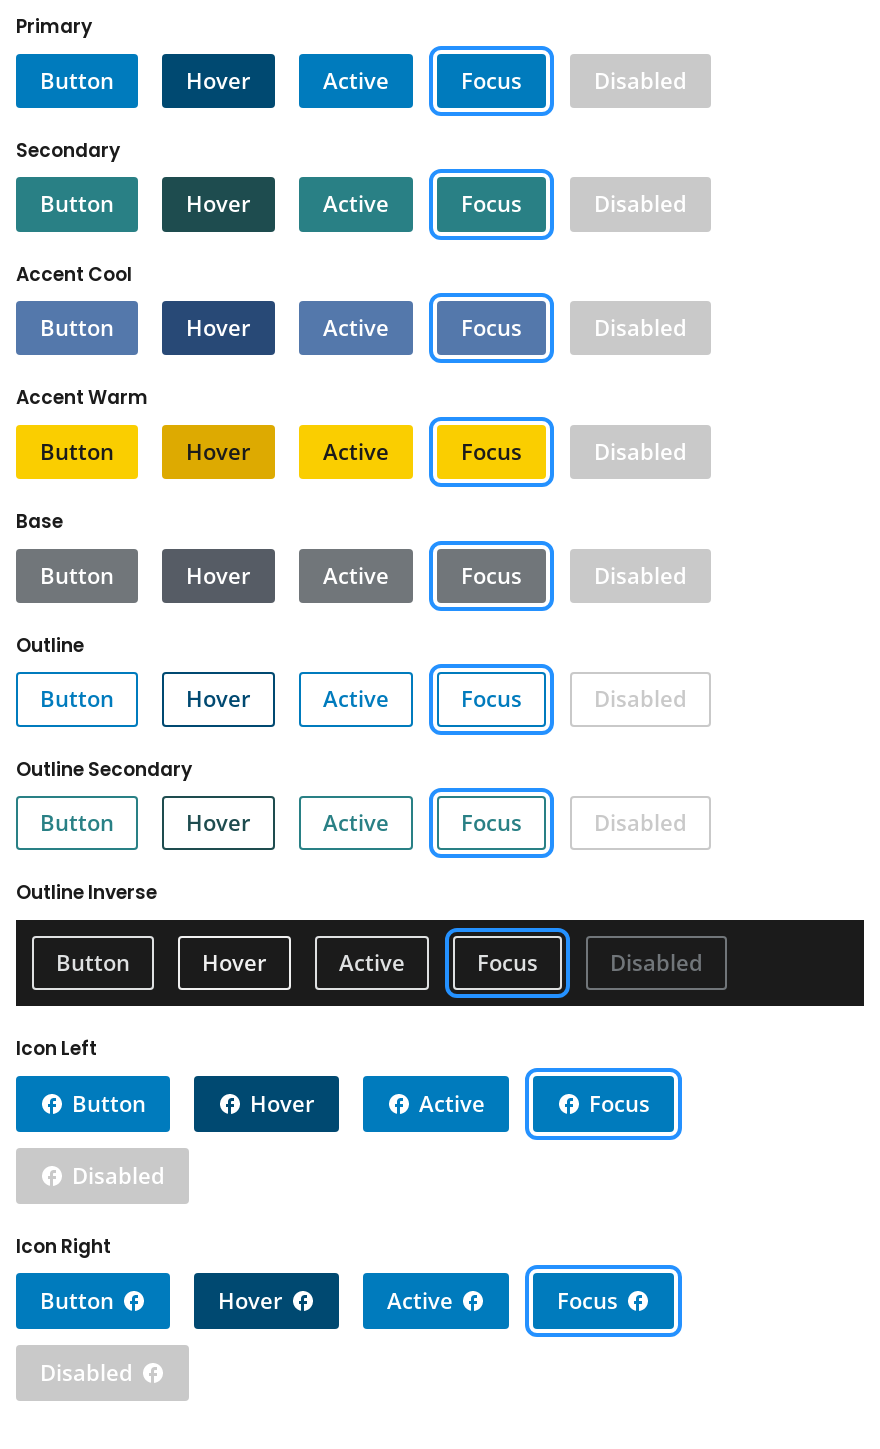 Primary
Button Hover Active Focus Disabled
Secondary
Button Hover Active Focus Disabled
Accent Cool
Button Hover Active Focus Disabled
Accent Warm
Button Hover Active Focus Disabled
Base
Button Hover Active Focus Disabled
Outline
Button Hover Active Focus Disabled
Outline Secondary
Button Hover Active Focus Disabled
Outline Inverse
Button Hover Active Focus Disabled
Icon Left
Button Hover Active Focus
Disabled
Icon Right
Button Hover Active Focus
Disabled